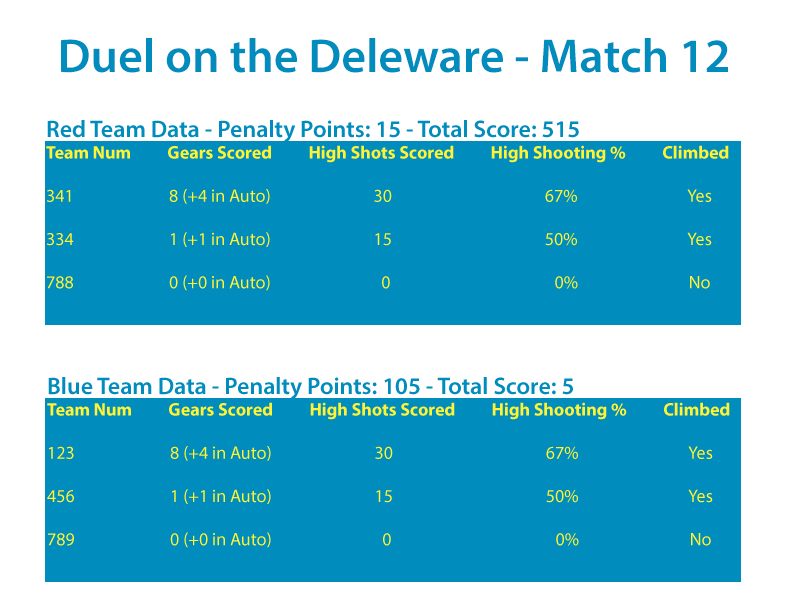 Duel on the Deleware - Match 12
Red Team Data - Penalty Points: 15 - Total Score: 515
Team Num Gears Scored High Shots Scored High Shooting % Climbed
341 8 (+4 in Auto) 30 67% Yes
334 1 (+1 in Auto) 15 50% Yes
788 0 (+0 in Auto) 0 0% No
Blue Team Data - Penalty Points: 105 - Total Score: 5
Team Num Gears Scored High Shots Scored High Shooting % Climbed
123 8 (+4 in Auto) 30 67% Yes
456 1 (+1 in Auto) 15 50% Yes
789 0 (+0 in Auto) 0 0% No